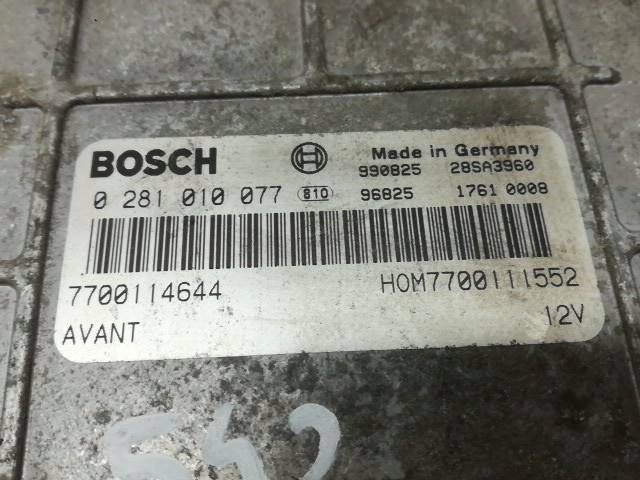 BOSCH Made in Germany
990825 28SA3960
0 281 010 077 810 96825 1761 0008
7700114644 HOM7700111552
AVANT 12V